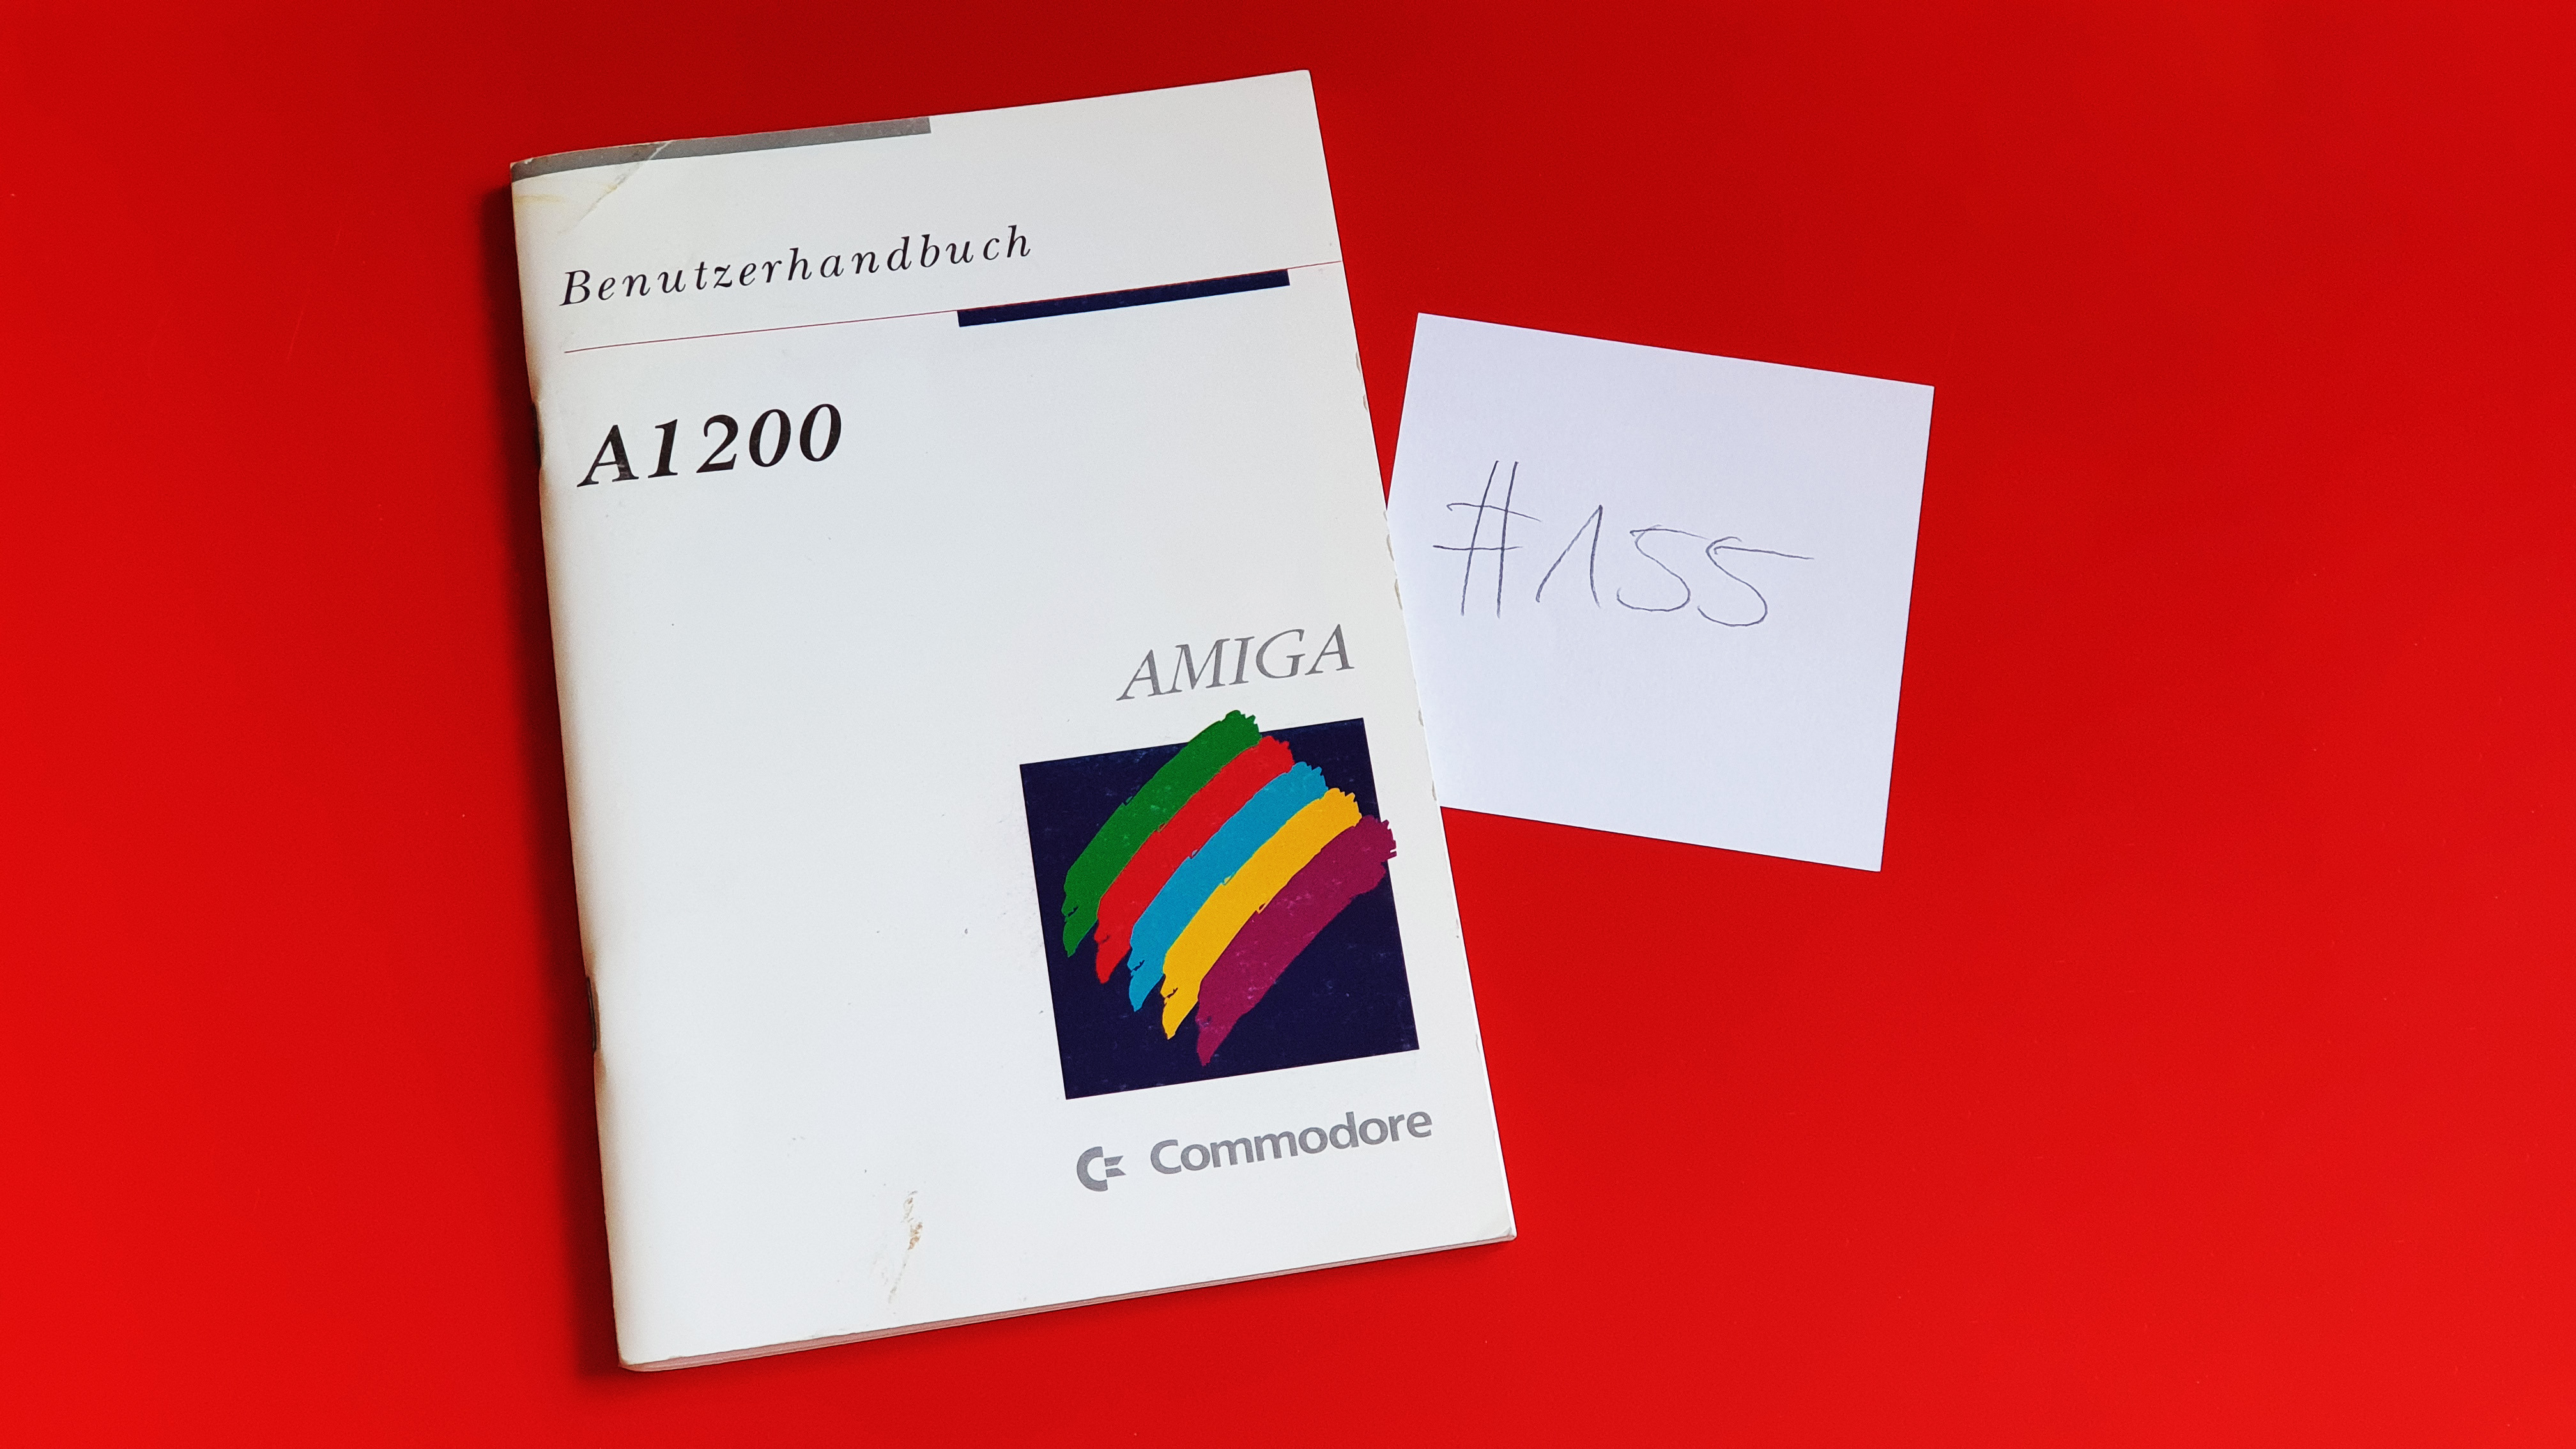 Benutzerhandbuch
A1200
#155
AMIGA
Commodore